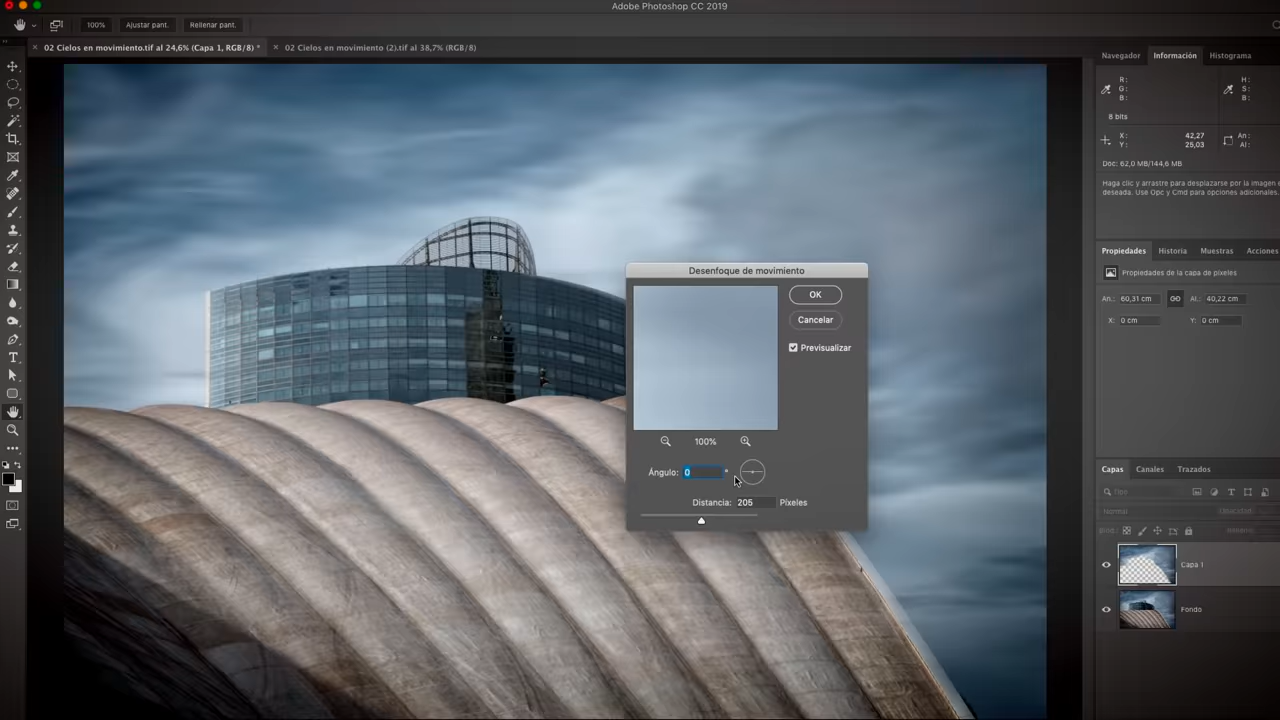 Adobe Photoshop CC 2019
100%
Ajustar pant.
Rellenar pant.
02 Cielos en movimiento.tif al 24,6% (Capa 1, RGB/8) *
02 Cielos en movimiento (2).tif al 38,7% (RGB/8)
Navegador
Información
Histograma
R:
G:
B:
H:
S:
B:
8 bits
X: 42,27
Y: 25,03
An:
Al:
Doc: 62,0 MB/144,6 MB
Haga clic y arrastre para desplazarse por la imagen
deseada. Use Opc y Cmd para opciones adicionales.
Propiedades
Historia
Muestras
Acciones
Propiedades de la capa de píxeles
An.: 60,31 cm
Al.: 40,22 cm
X: 0 cm
Y: 0 cm
Desenfoque de movimiento
OK
Cancelar
Previsualizar
100%
Ángulo: 0 °
Distancia: 205 Píxeles
Capas
Canales
Trazados
Tipo
Normal
Opacidad:
Bloq.:
Capa 1
Fondo